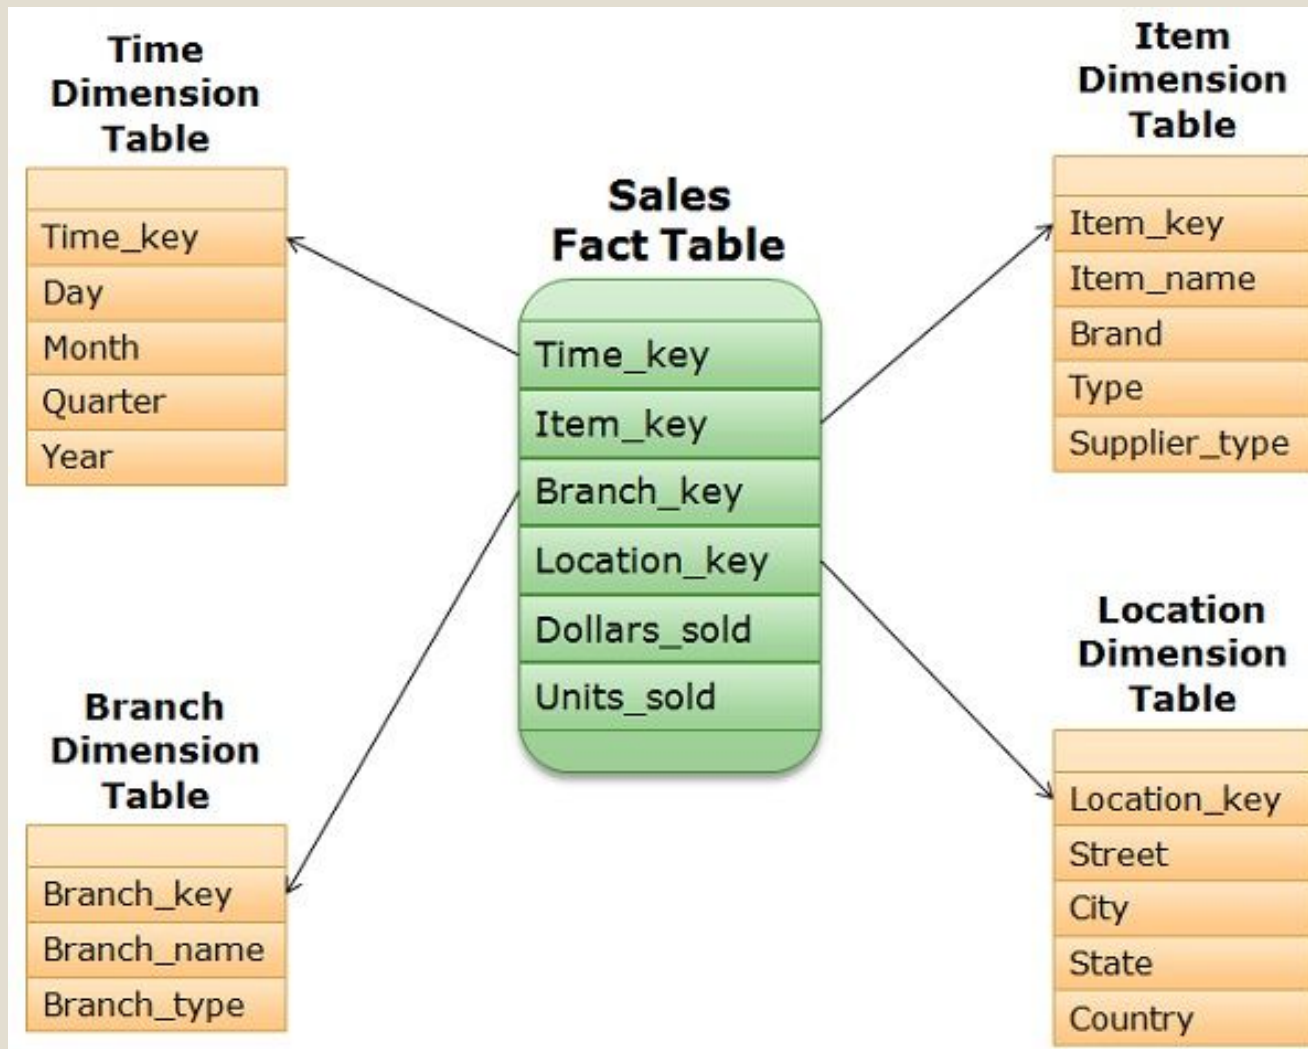 Time
Dimension
Table
Time_key
Day
Month
Quarter
Year
Sales
Fact Table
Time_key
Item_key
Branch_key
Location_key
Dollars_sold
Units_sold
Item
Dimension
Table
Item_key
Item_name
Brand
Type
Supplier_type
Branch
Dimension
Table
Branch_key
Branch_name
Branch_type
Location
Dimension
Table
Location_key
Street
City
State
Country